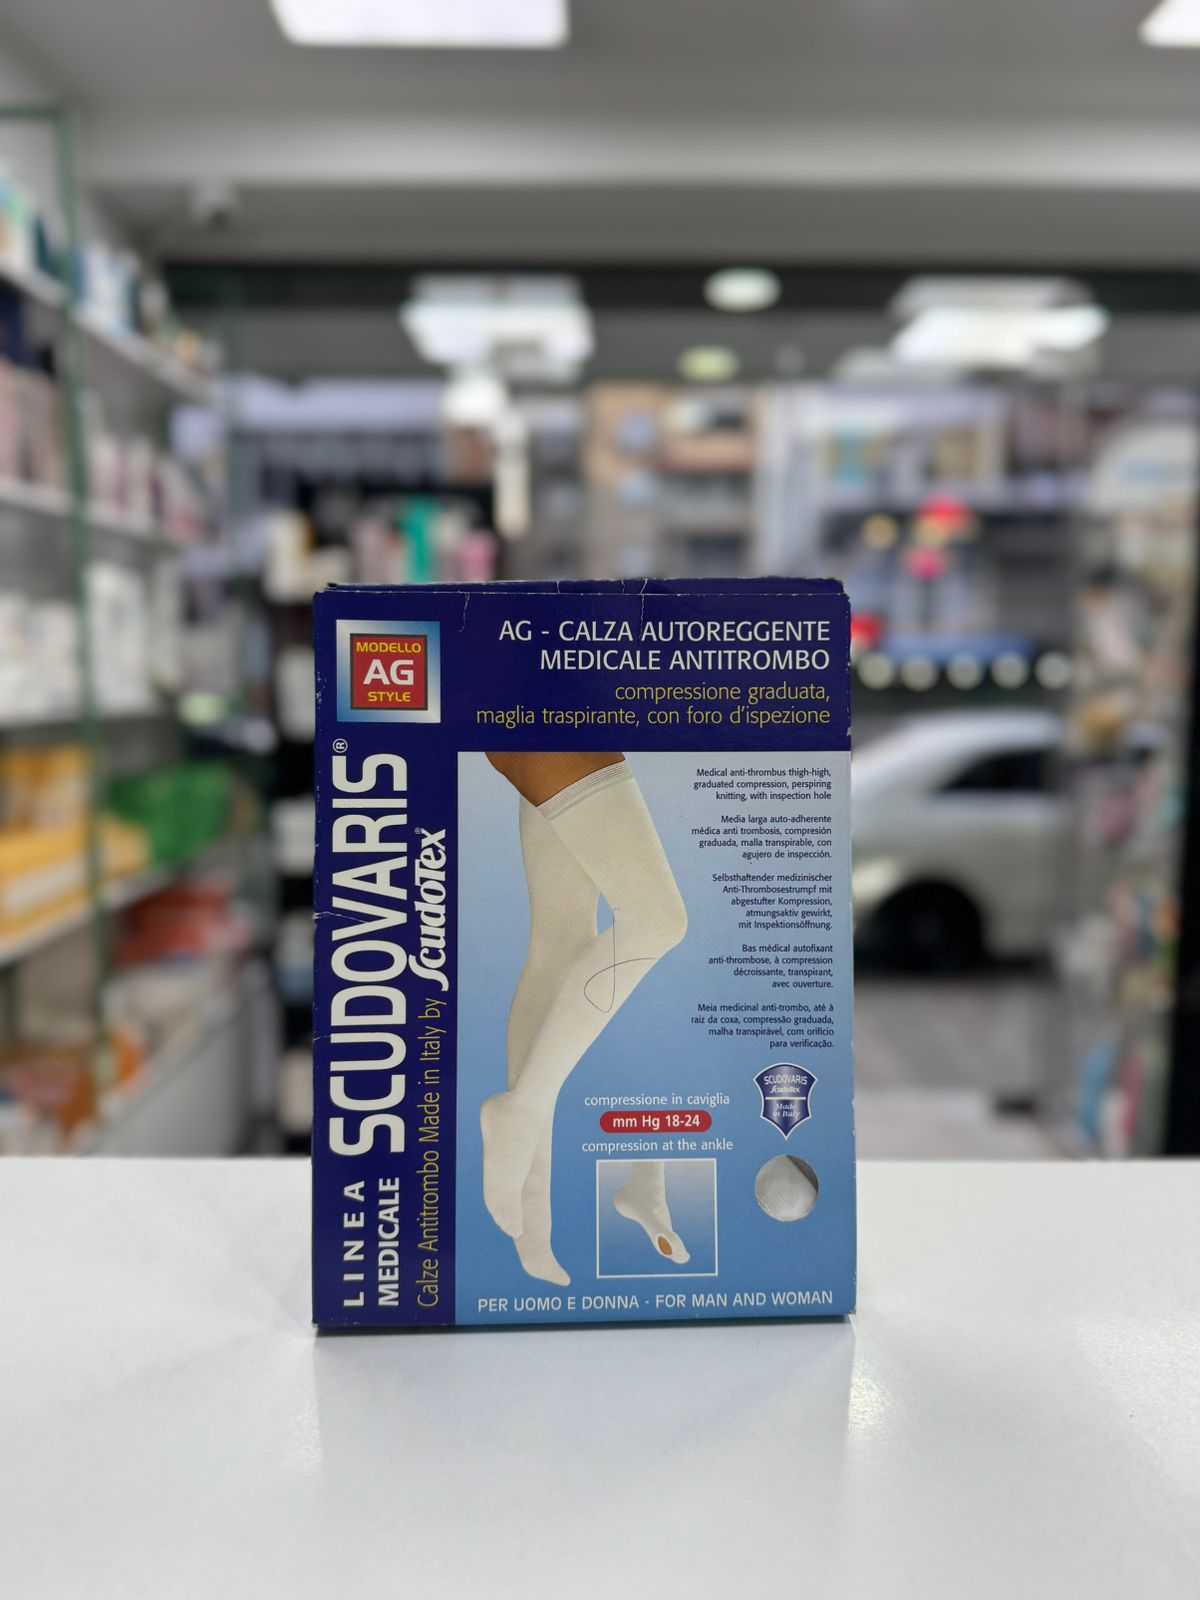 MODELLO
AG
STYLE
AG - CALZA AUTOREGGENTE
MEDICALE ANTITROMBO
compressione graduata,
maglia traspirante, con foro d'ispezione
LINEA
MEDICALE
SCUDOVARIS®
Calze Antitrombo Made in Italy by ScudoTex®
Medical anti-thrombus thigh-high,
graduated compression, perspiring
knitting, with inspection hole
Media larga auto-adherente
médica anti trombosis, compresión
graduada, malla transpirable, con
agujero de inspección.
Selbsthaftender medizinischer
Anti-Thrombosestrumpf mit
abgestufter Kompression,
atmungsaktiv gewirkt,
mit Inspektionsöffnung.
Bas médical autofixant
anti-thrombose, à compression
décroissante, transpirant,
avec ouverture.
Meia medicinal anti-trombo, até à
raiz da coxa, compressão graduada,
malha transpirável, com orifício
para verificação.
compressione in caviglia
mm Hg 18-24
compression at the ankle
SCUDOVARIS
ScudoTex
Made
in Italy
PER UOMO E DONNA - FOR MAN AND WOMAN